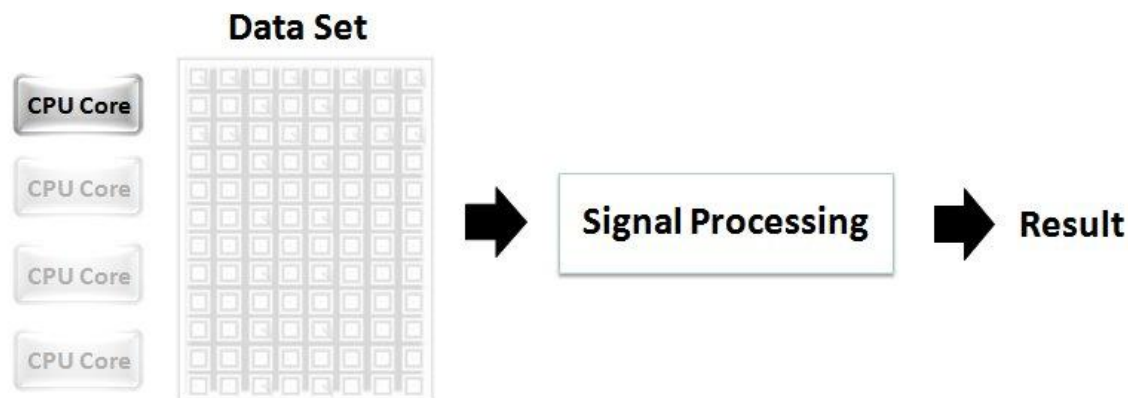 Data Set
CPU Core
CPU Core
CPU Core
CPU Core
Signal Processing
Result